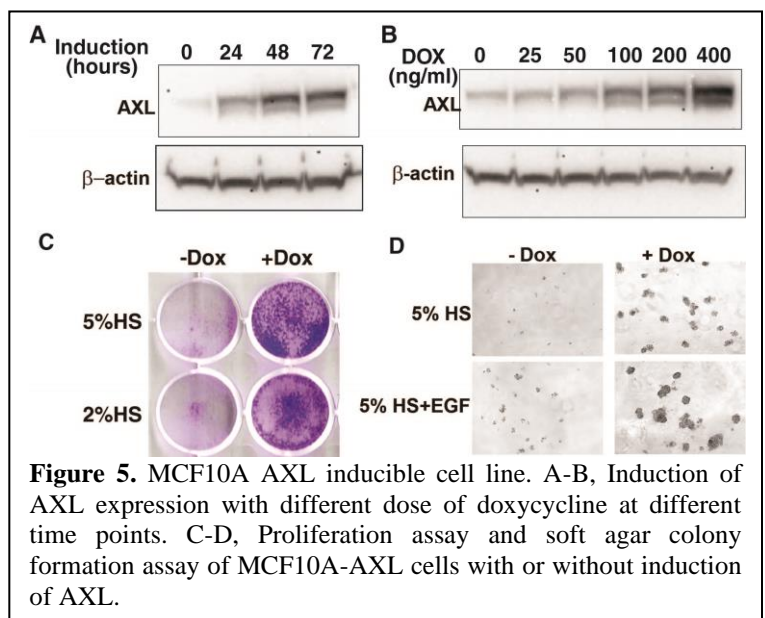 A Induction (hours) 0 24 48 72
AXL
β–actin
B DOX (ng/ml) 0 25 50 100 200 400
AXL
β-actin
C -Dox +Dox
5%HS
2%HS
D - Dox + Dox
5% HS
5% HS+EGF
Figure 5. MCF10A AXL inducible cell line. A-B, Induction of
AXL expression with different dose of doxycycline at different
time points. C-D, Proliferation assay and soft agar colony
formation assay of MCF10A-AXL cells with or without induction
of AXL.